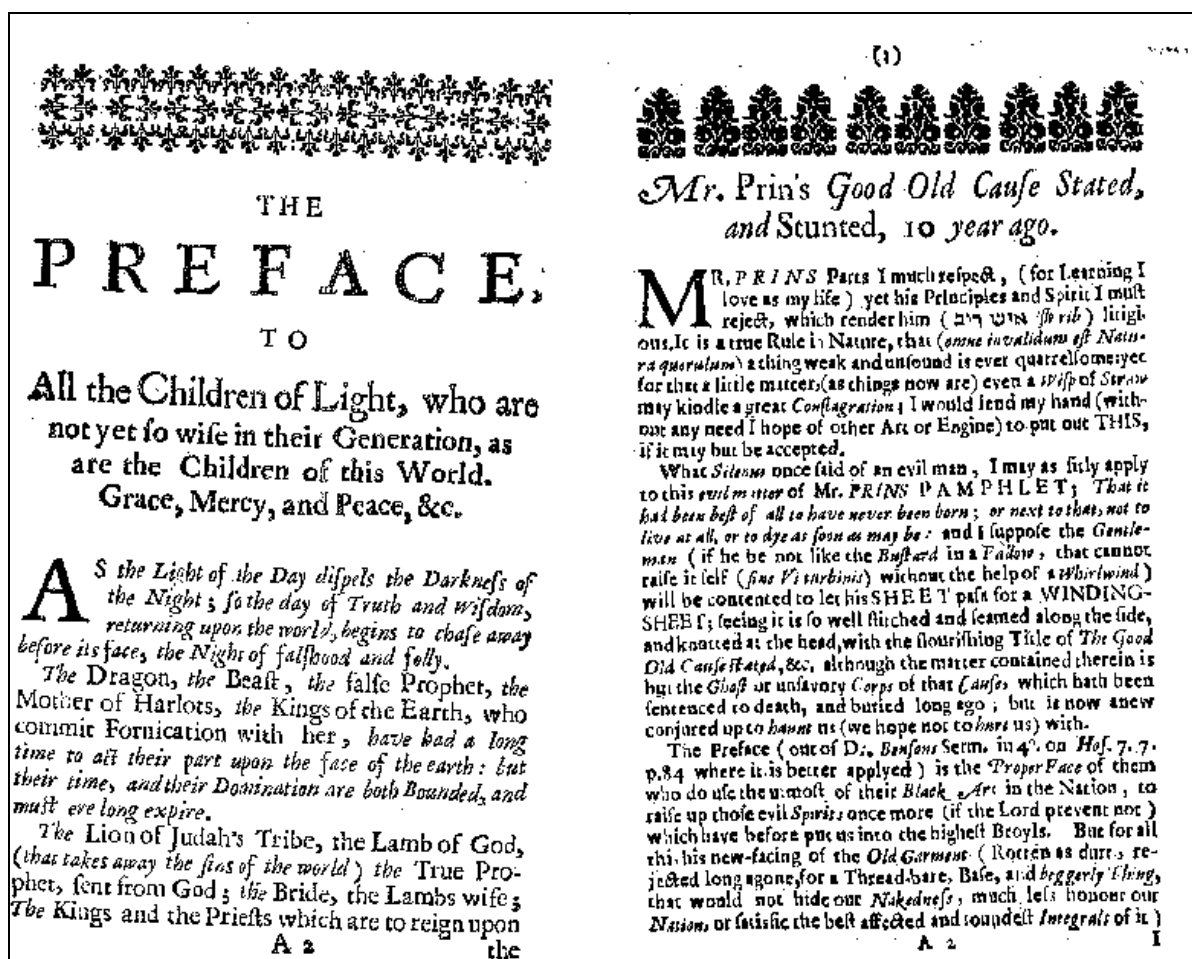 THE
PREFACE,
TO
All the Children of Light, who are
not yet ſo wiſe in their Generation, as
are the Children of this World.
Grace, Mercy, and Peace, &c.
AS the Light of the Day diſpels the Darkneſs of
the Night; ſo the day of Truth and Wiſdom,
returning upon the world, begins to chaſe away
before its face, the Night of falſhood and folly.
The Dragon, the Beaſt, the falſe Prophet, the
Mother of Harlots, the Kings of the Earth, who
commit Fornication with her, have had a long
time to act their part upon the face of the earth: but
their time, and their Domination are both Bounded, and
muſt ere long expire.
The Lion of Judah's Tribe, the Lamb of God,
(that takes away the ſins of the world) the True Pro-
phet, ſent from God; the Bride, the Lambs wife;
The Kings and the Prieſts which are to reign upon
A 2 the
(1)
Mr. Prin's Good Old Cauſe Stated,
and Stunted, 10 year ago.
MR. PRINS Parts I much reſpect, (for Learning I
love as my life) yet his Principles and Spirit I muſt
reject, which render him (איש ריב rib) litigi-
ous. It is a true Rule in Nature, that (omne invalidum eſt Natu-
ra querulum) a thing weak and unſound is ever quarrelſome: yet
for that a little matter, (as things now are) even a Wiſp of Straw
may kindle a great Conflagration; I would lend my hand (with-
out any need I hope of other Art or Engine) to put out THIS,
if it may but be accepted.
What Silenus once ſaid of an evil man, I may as fitly apply
to this evil matter of Mr. PRINS PAMPHLET; That it
had been beſt of all to have never been born; or next to that, not to
live at all, or to dye as ſoon as may be: and I ſuppoſe the Gentle-
man (if he be not like the Buſtard in a Fallow, that cannot
raiſe it ſelf (ſine Vi turbinis) without the help of a Whirlwind)
will be contented to let his SHEET paſs for a WINDING-
SHEET; ſeeing it is ſo well ſtitched and ſeamed along the ſide,
and knotted at the head, with the flouriſhing Title of The Good
Old Cauſe ſtated, &c. although the matter contained therein is
but the Ghoſt or unſavory Corps of that Cauſe, which hath been
ſentenced to death, and buried long ago; but is now anew
conjured up to haunt us (we hope not to hurt us) with.
The Preface (out of Dr. Benſons Serm. in 4°. on Hoſ. 7. 7.
p. 84 where it is better applyed) is the Proper Face of them
who do uſe the utmoſt of their Black Art in the Nation, to
raiſe up thoſe evil Spirits once more (if the Lord prevent not)
which have before put us into the higheſt Broyls. But for all
this his new-facing of the Old Garment (Rotten as durt, re-
jected long agone, for a Thread-bare, Baſe, and beggerly Thing,
that would not hide our Nakedneſs, much leſs honour our
Nation, or ſatisfie the beſt affected and ſoundeſt Integrals of it)
A 2 I